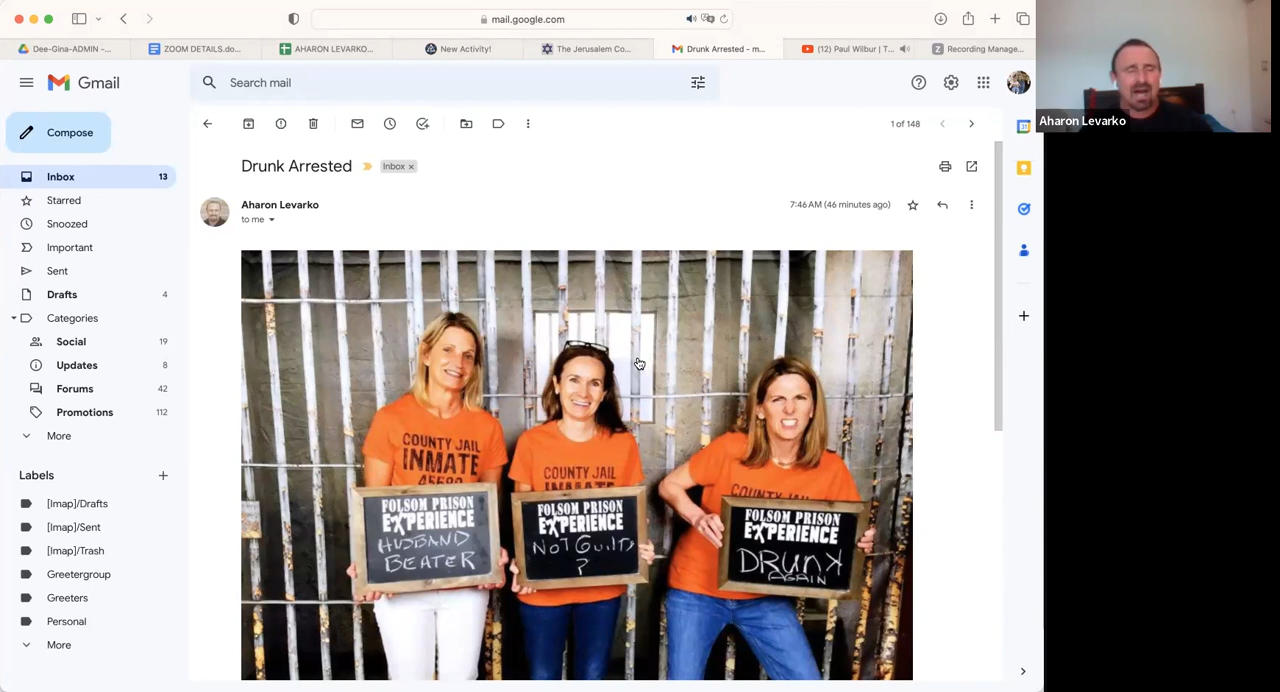 mail.google.com
Dee-Gina-ADMIN -...
ZOOM DETAILS.do...
AHARON LEVARKO...
New Activity!
The Jerusalem Co...
Drunk Arrested - m...
(12) Paul Wilbur | T...
Recording Manage...
Gmail
Search mail
Compose
1 of 148
Inbox 13
Starred
Snoozed
Important
Sent
Drafts 4
Categories
Social 19
Updates 8
Forums 42
Promotions 112
More
Labels
[Imap]/Drafts
[Imap]/Sent
[Imap]/Trash
Greetergroup
Greeters
Personal
More
Drunk Arrested
Inbox x
Aharon Levarko
7:46 AM (46 minutes ago)
to me
COUNTY JAIL
INMATE
45690
FOLSOM PRISON
EXPERIENCE
HUSBAND
BEATER
COUNTY JAIL
INMATE
FOLSOM PRISON
EXPERIENCE
NOT GUILTY
?
COUNTY JAIL
FOLSOM PRISON
EXPERIENCE
DRUNK
AGAIN
31
Aharon Levarko